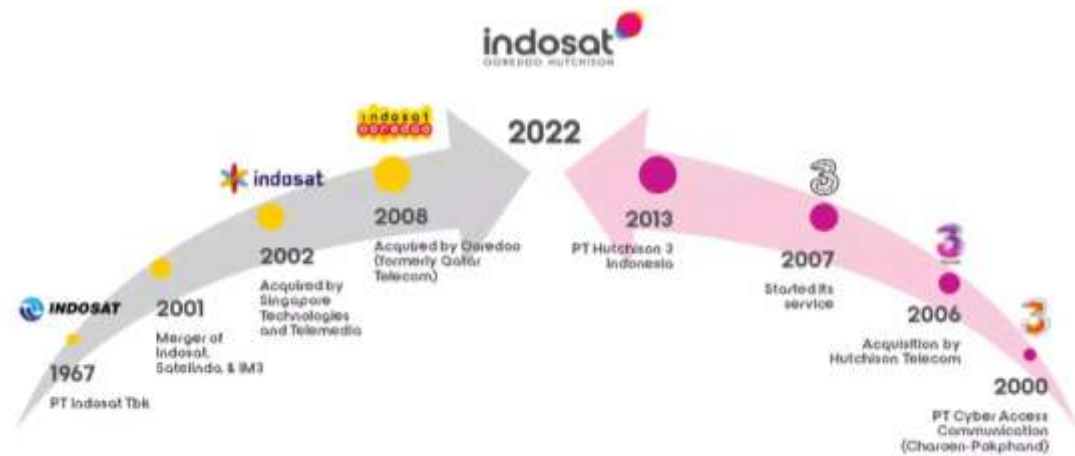 indosat
OOREDOO HUTCHISON
2022
indosat
ooredoo
indosat
INDOSAT
2008
Acquired by Ooredoo
(formerly Qatar
Telecom)
2002
Acquired by
Singapore
Technologies
and Telemedia
2001
Merger of
Indosat,
Satelindo, & IM3
1967
PT Indosat Tbk
2013
PT Hutchison 3
Indonesia
3
2007
Started its
service
3
2006
Acquisition by
Hutchison Telecom
3
2000
PT Cyber Access
Communication
(Charoen-Pokphand)